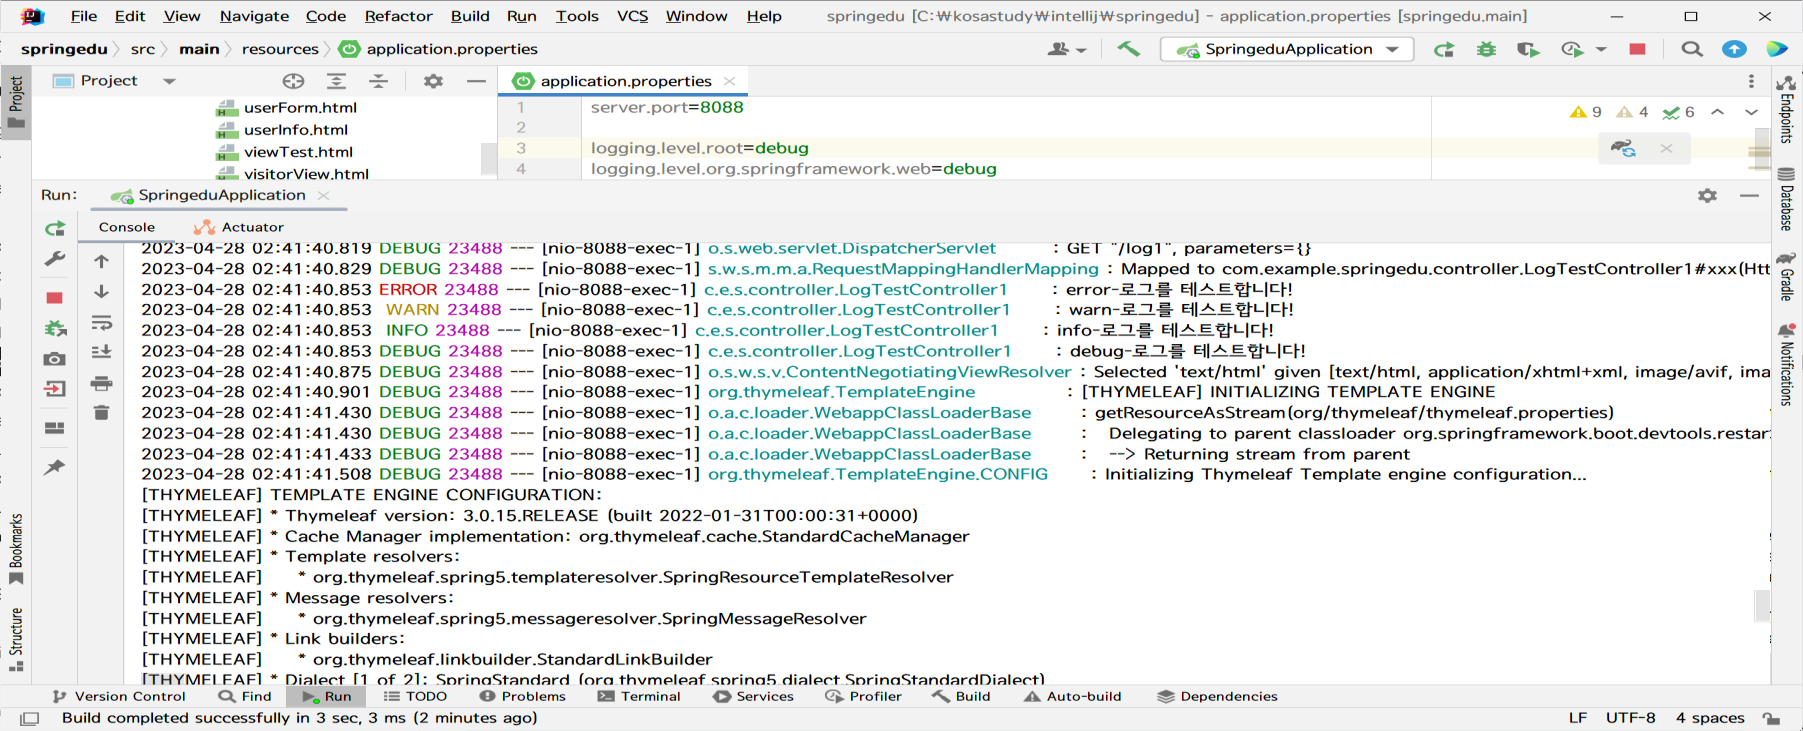 File Edit View Navigate Code Refactor Build Run Tools VCS Window Help springedu [C:₩kosastudy₩intellij₩springedu] - application.properties [springedu.main]
springedu src main resources application.properties SpringeduApplication
Project application.properties
userForm.html
userInfo.html
viewTest.html
visitorView.html
1 server.port=8088
2
3 logging.level.root=debug
4 logging.level.org.springframework.web=debug
9 4 6
Run: SpringeduApplication
Console Actuator
2023-04-28 02:41:40.819 DEBUG 23488 --- [nio-8088-exec-1] o.s.web.servlet.DispatcherServlet : GET "/log1", parameters={}
2023-04-28 02:41:40.829 DEBUG 23488 --- [nio-8088-exec-1] s.w.s.m.m.a.RequestMappingHandlerMapping : Mapped to com.example.springedu.controller.LogTestController1#xxx(Htt
2023-04-28 02:41:40.853 ERROR 23488 --- [nio-8088-exec-1] c.e.s.controller.LogTestController1 : error-로그를 테스트합니다!
2023-04-28 02:41:40.853 WARN 23488 --- [nio-8088-exec-1] c.e.s.controller.LogTestController1 : warn-로그를 테스트합니다!
2023-04-28 02:41:40.853 INFO 23488 --- [nio-8088-exec-1] c.e.s.controller.LogTestController1 : info-로그를 테스트합니다!
2023-04-28 02:41:40.853 DEBUG 23488 --- [nio-8088-exec-1] c.e.s.controller.LogTestController1 : debug-로그를 테스트합니다!
2023-04-28 02:41:40.875 DEBUG 23488 --- [nio-8088-exec-1] o.s.w.s.v.ContentNegotiatingViewResolver : Selected 'text/html' given [text/html, application/xhtml+xml, image/avif, ima
2023-04-28 02:41:40.901 DEBUG 23488 --- [nio-8088-exec-1] org.thymeleaf.TemplateEngine : [THYMELEAF] INITIALIZING TEMPLATE ENGINE
2023-04-28 02:41:41.430 DEBUG 23488 --- [nio-8088-exec-1] o.a.c.loader.WebappClassLoaderBase : getResourceAsStream(org/thymeleaf/thymeleaf.properties)
2023-04-28 02:41:41.430 DEBUG 23488 --- [nio-8088-exec-1] o.a.c.loader.WebappClassLoaderBase : Delegating to parent classloader org.springframework.boot.devtools.restar
2023-04-28 02:41:41.433 DEBUG 23488 --- [nio-8088-exec-1] o.a.c.loader.WebappClassLoaderBase : --> Returning stream from parent
2023-04-28 02:41:41.508 DEBUG 23488 --- [nio-8088-exec-1] org.thymeleaf.TemplateEngine.CONFIG : Initializing Thymeleaf Template engine configuration...
[THYMELEAF] TEMPLATE ENGINE CONFIGURATION:
[THYMELEAF] * Thymeleaf version: 3.0.15.RELEASE (built 2022-01-31T00:00:31+0000)
[THYMELEAF] * Cache Manager implementation: org.thymeleaf.cache.StandardCacheManager
[THYMELEAF] * Template resolvers:
[THYMELEAF] * org.thymeleaf.spring5.templateresolver.SpringResourceTemplateResolver
[THYMELEAF] * Message resolvers:
[THYMELEAF] * org.thymeleaf.spring5.messageresolver.SpringMessageResolver
[THYMELEAF] * Link builders:
[THYMELEAF] * org.thymeleaf.linkbuilder.StandardLinkBuilder
[THYMELEAF] * Dialect [1 of 2]: SpringStandard (org.thymeleaf.spring5.dialect.SpringStandardDialect)
Project
Bookmarks
Structure
Endpoints
Database
Gradle
Notifications
Version Control Find Run TODO Problems Terminal Services Profiler Build Auto-build Dependencies
Build completed successfully in 3 sec, 3 ms (2 minutes ago) LF UTF-8 4 spaces